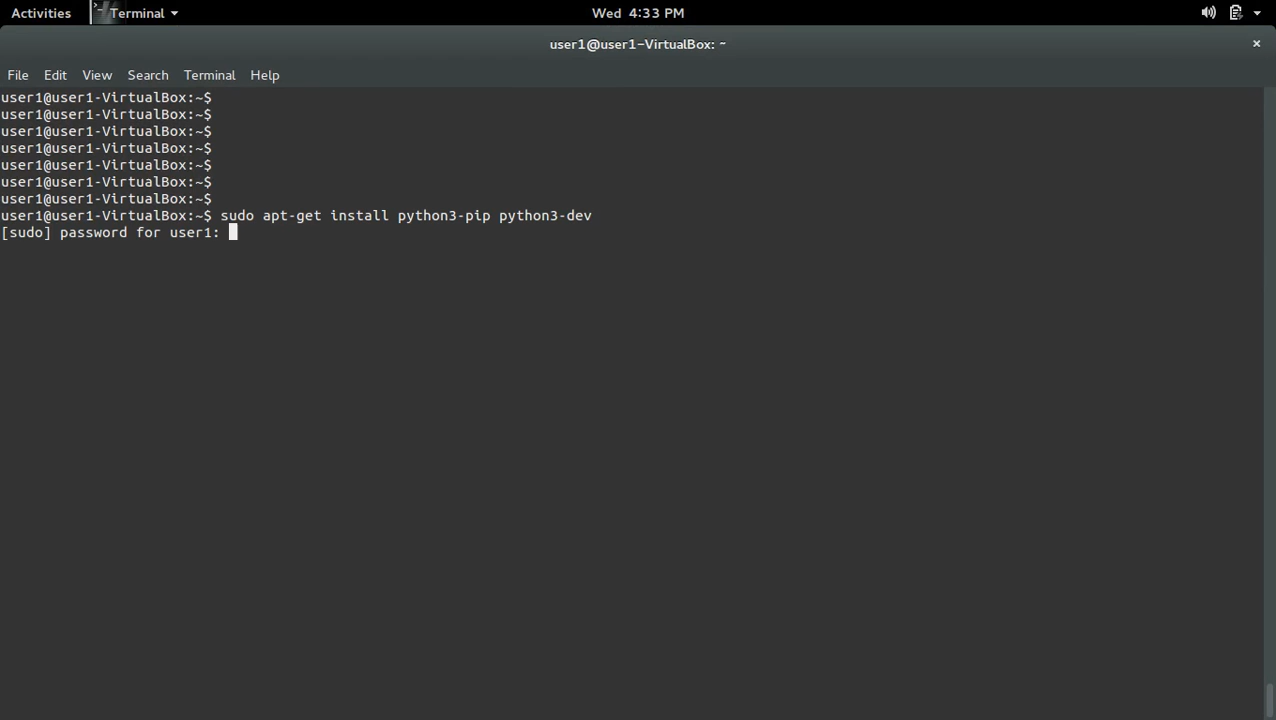 Activities Terminal Wed 4:33 PM
user1@user1-VirtualBox: ~
File Edit View Search Terminal Help
user1@user1-VirtualBox:~$
user1@user1-VirtualBox:~$
user1@user1-VirtualBox:~$
user1@user1-VirtualBox:~$
user1@user1-VirtualBox:~$
user1@user1-VirtualBox:~$
user1@user1-VirtualBox:~$
user1@user1-VirtualBox:~$ sudo apt-get install python3-pip python3-dev
[sudo] password for user1: